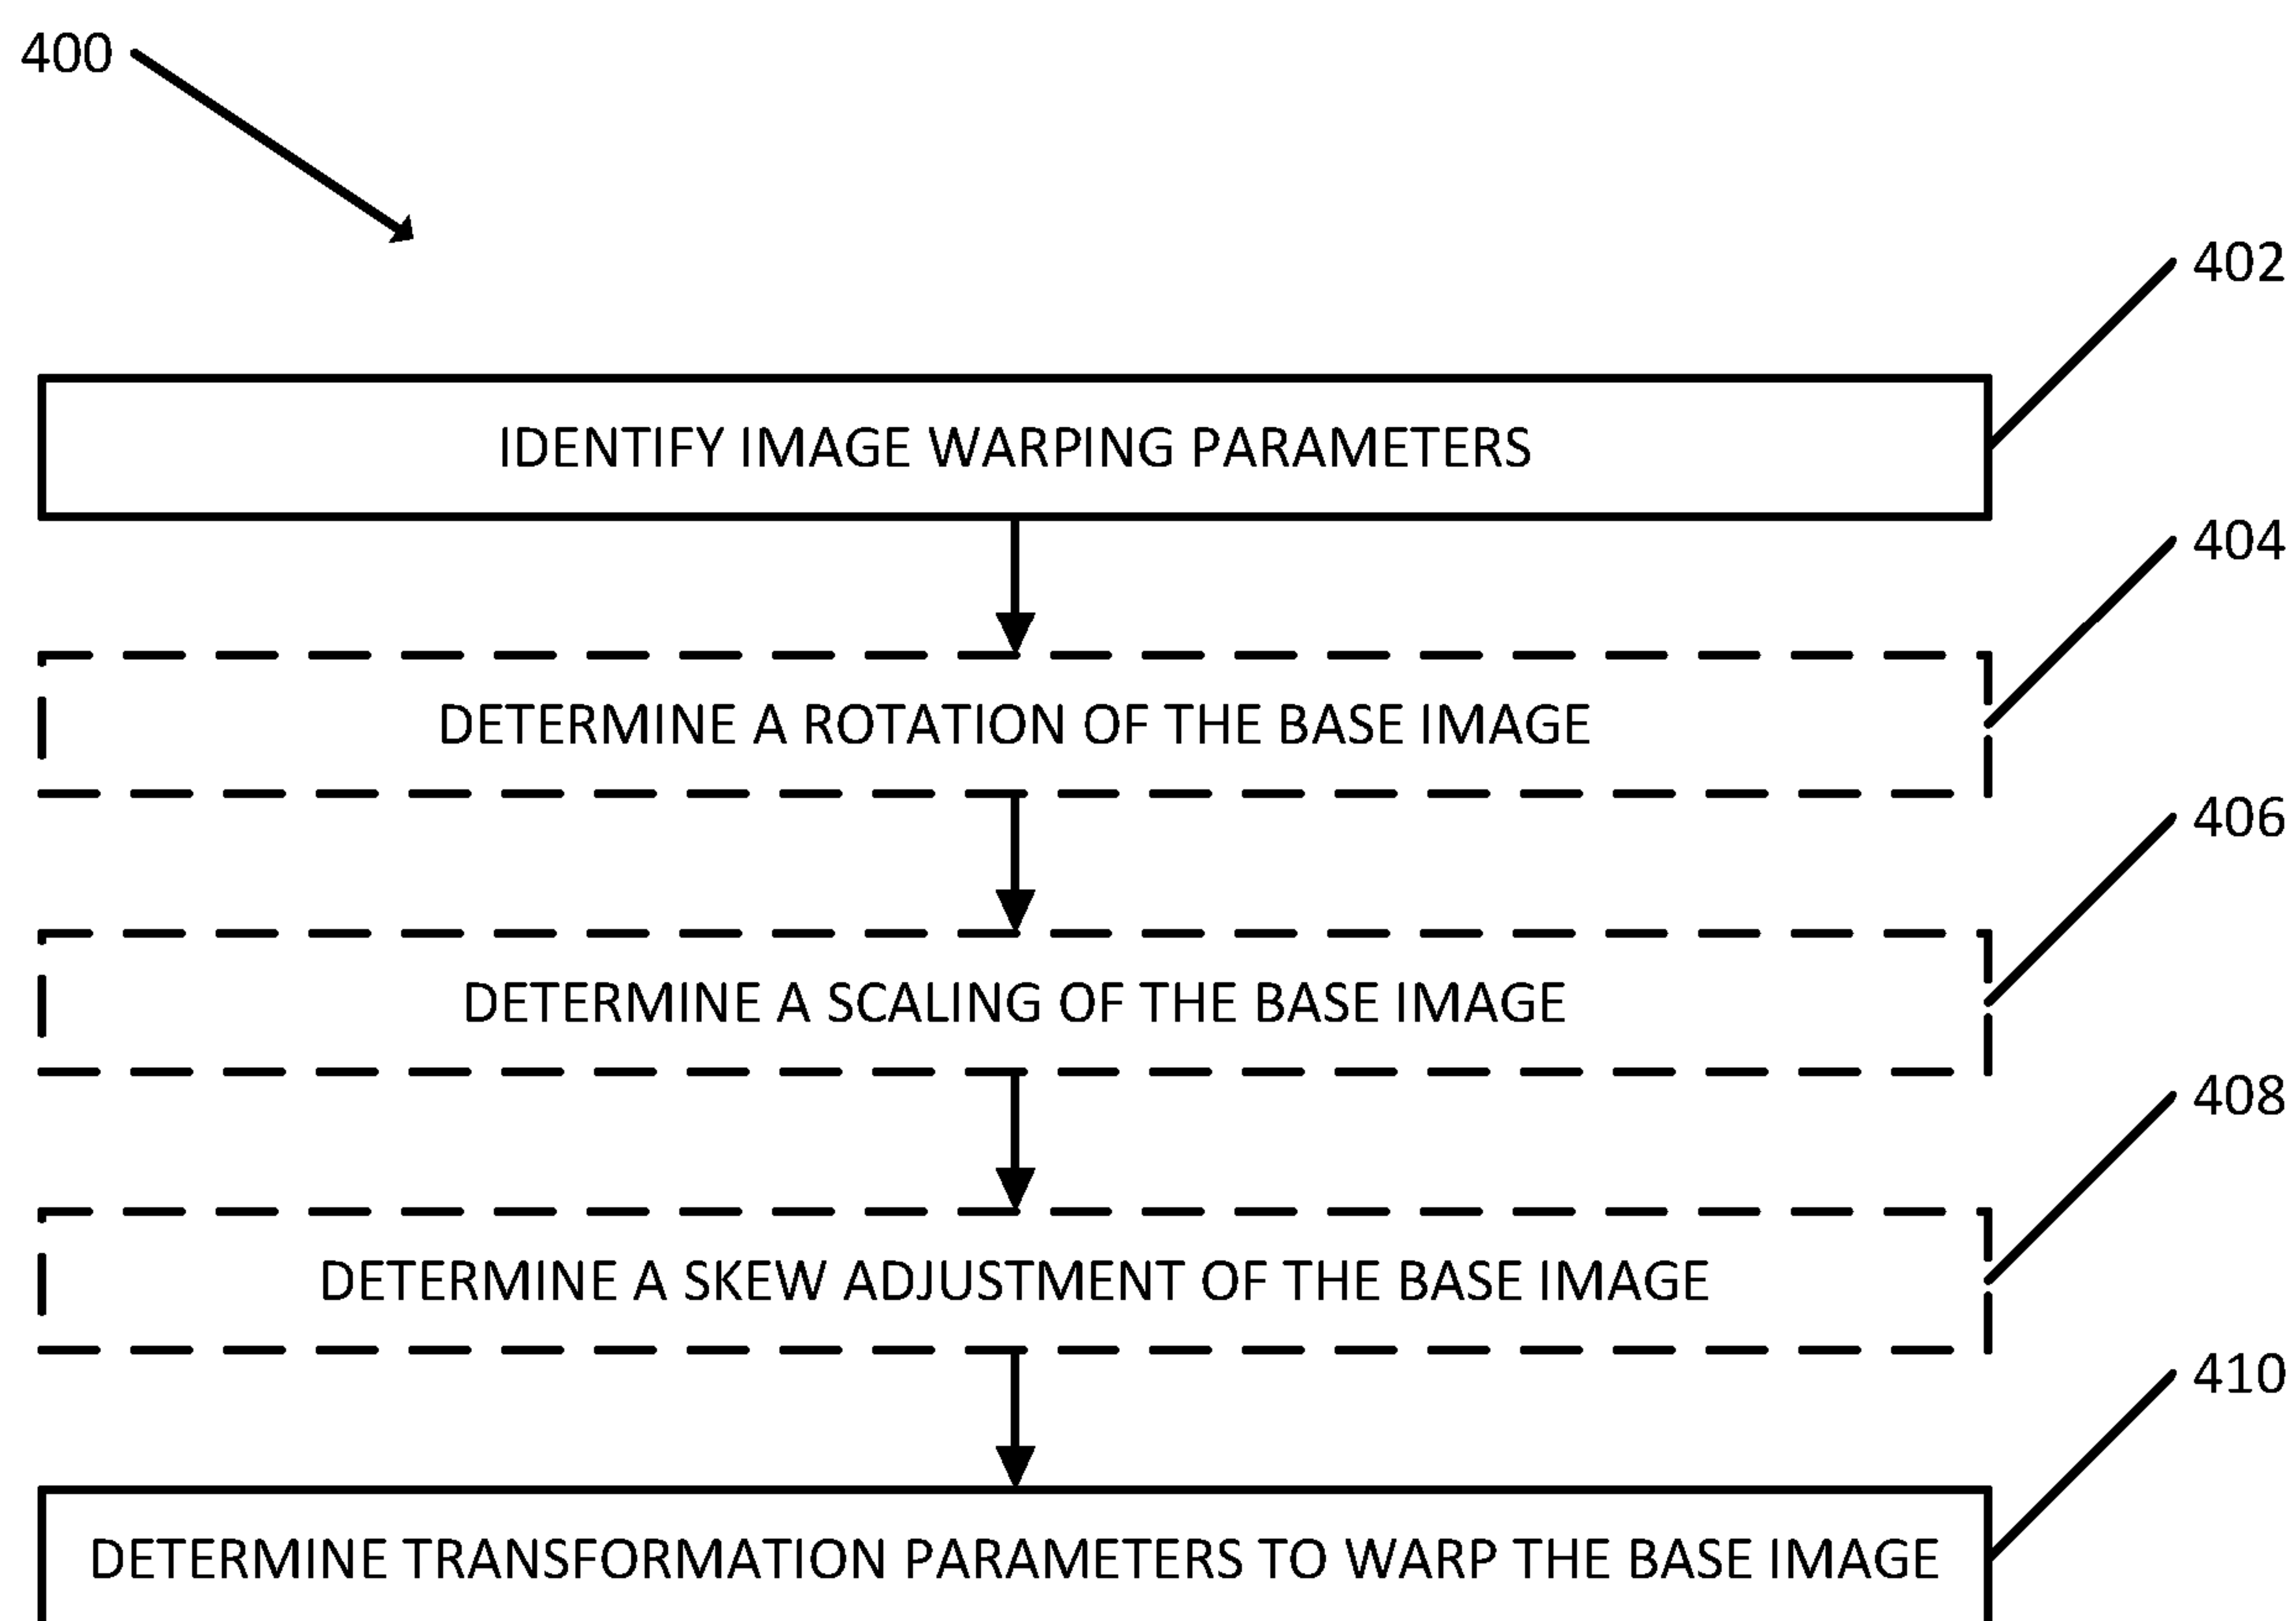 400
402
IDENTIFY IMAGE WARPING PARAMETERS
404
DETERMINE A ROTATION OF THE BASE IMAGE
406
DETERMINE A SCALING OF THE BASE IMAGE
408
DETERMINE A SKEW ADJUSTMENT OF THE BASE IMAGE
410
DETERMINE TRANSFORMATION PARAMETERS TO WARP THE BASE IMAGE